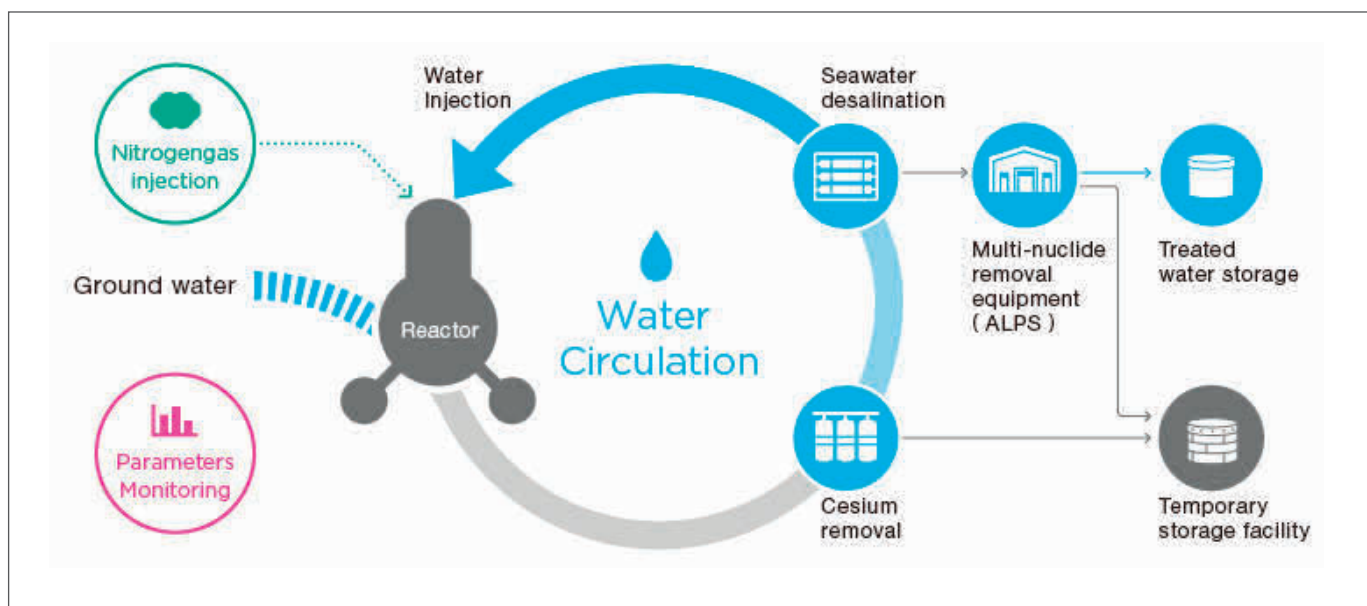 Water
Injection
Seawater
desalination
Nitrogengas
injection
Ground water
Reactor
Water
Circulation
Multi-nuclide
removal
equipment
( ALPS )
Treated
water storage
Parameters
Monitoring
Cesium
removal
Temporary
storage facility